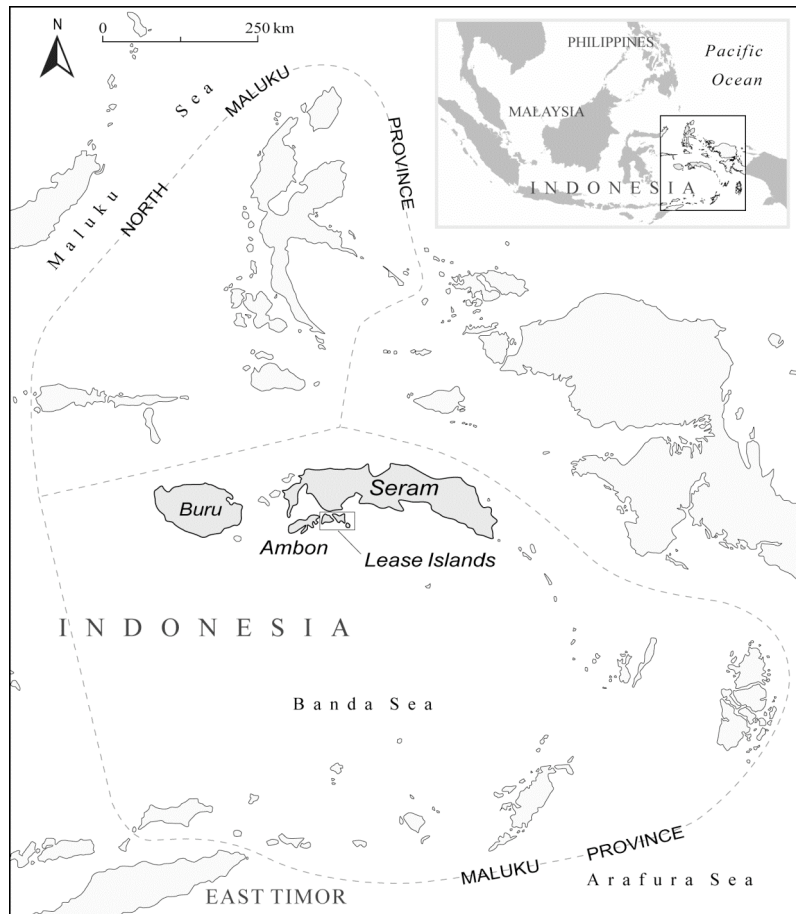 N
0 250 km
PHILIPPINES
Pacific
Ocean
MALAYSIA
INDONESIA
Maluku Sea
NORTH MALUKU PROVINCE
Buru
Seram
Ambon
Lease Islands
INDONESIA
Banda Sea
MALUKU PROVINCE
EAST TIMOR
Arafura Sea